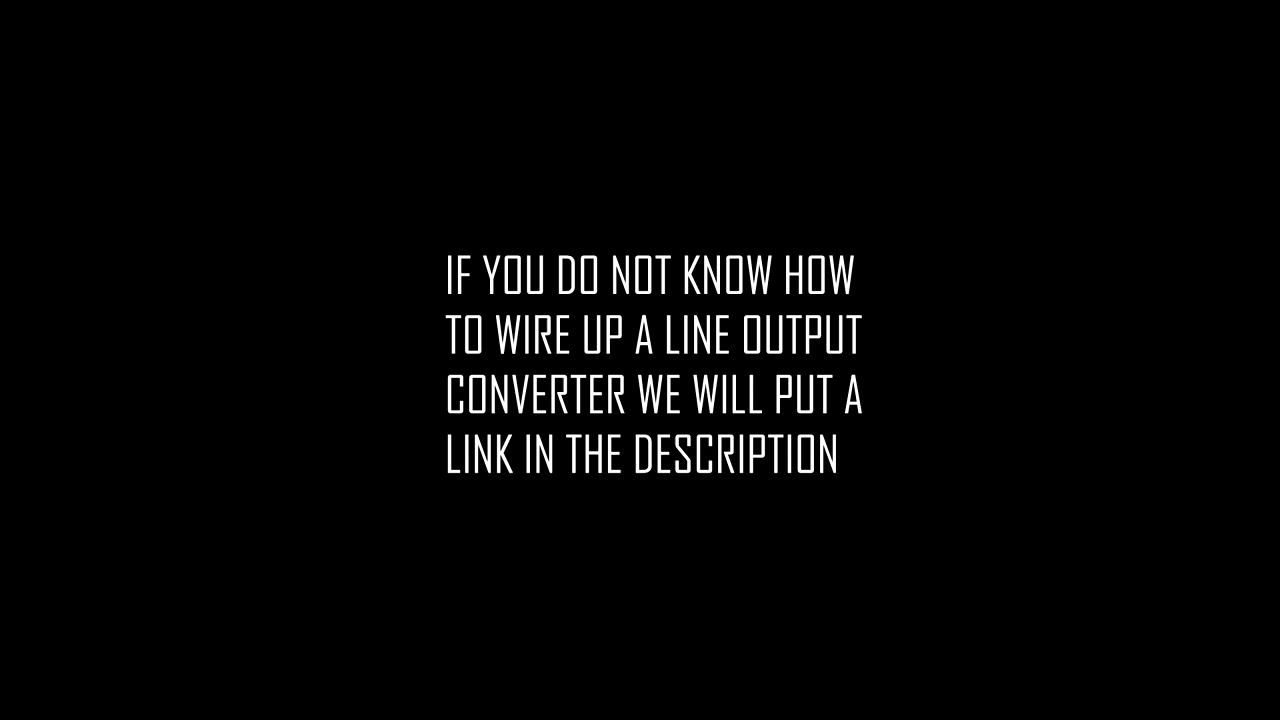 IF YOU DO NOT KNOW HOW
TO WIRE UP A LINE OUTPUT
CONVERTER WE WILL PUT A
LINK IN THE DESCRIPTION